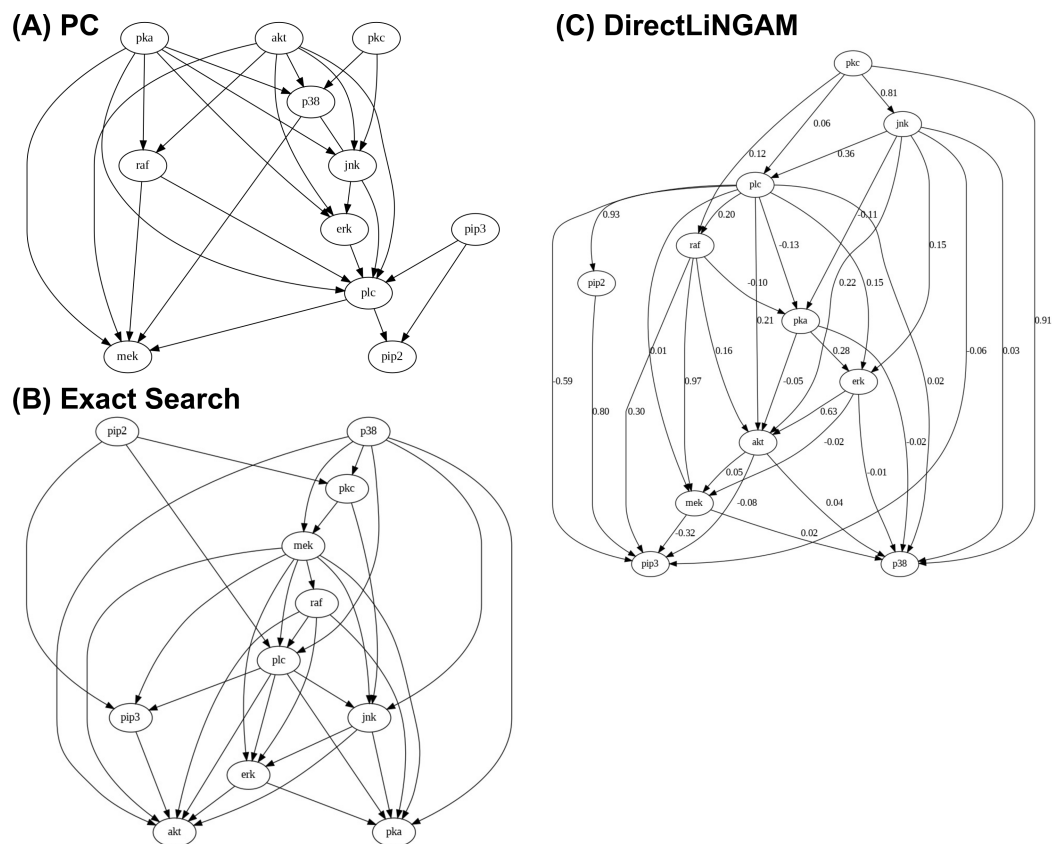 (A) PC
pka
akt
pkc
p38
raf
jnk
erk
pip3
plc
mek
pip2
(B) Exact Search
pip2
p38
pkc
mek
raf
plc
pip3
jnk
erk
akt
pka
(C) DirectLiNGAM
pkc
0.81
0.06
jnk
0.12
0.36
plc
0.93
0.20
-0.11
raf
-0.13
0.15
pip2
-0.10
0.22
0.15
pka
0.21
0.91
0.01
0.16
0.28
-0.06
0.03
-0.59
0.97
-0.05
erk
0.02
0.80
0.30
0.63
akt
-0.02
-0.02
0.05
-0.01
mek
-0.08
0.04
-0.32
0.02
pip3
p38